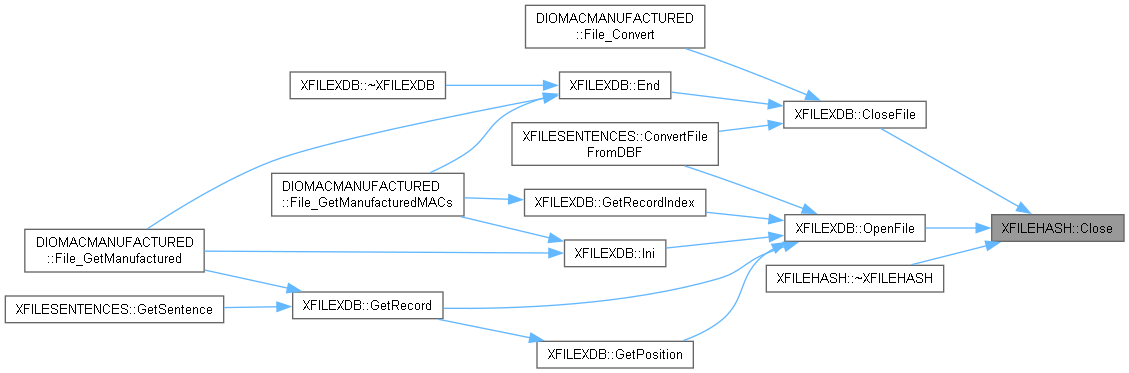 DIOMACMANUFACTURED
::File_Convert
XFILEXDB::~XFILEXDB
XFILEXDB::End
XFILEXDB::CloseFile
XFILESENTENCES::ConvertFile
FromDBF
DIOMACMANUFACTURED
::File_GetManufacturedMACs
XFILEXDB::GetRecordIndex
XFILEXDB::OpenFile
XFILEHASH::Close
DIOMACMANUFACTURED
::File_GetManufactured
XFILEXDB::Ini
XFILEHASH::~XFILEHASH
XFILESENTENCES::GetSentence
XFILEXDB::GetRecord
XFILEXDB::GetPosition